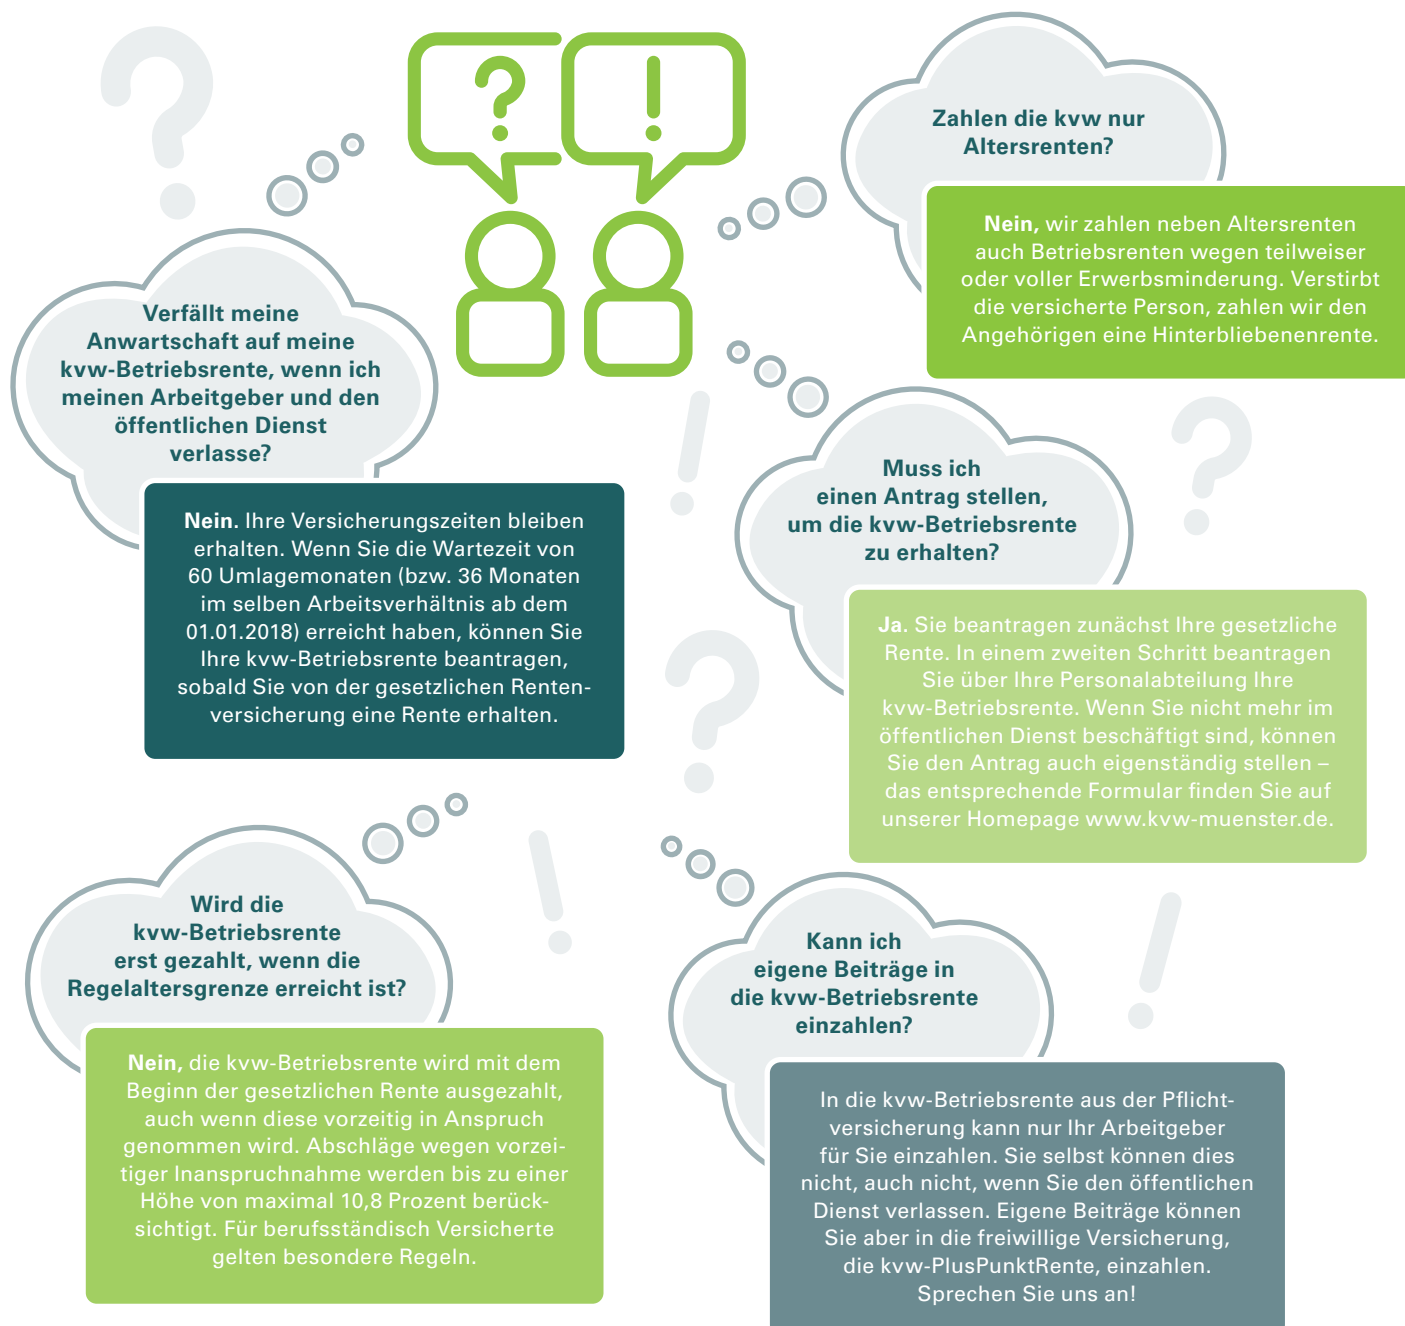 ?
!
Zahlen die kvw nur
Altersrenten?
Nein, wir zahlen neben Altersrenten
auch Betriebsrenten wegen teilweiser
oder voller Erwerbsminderung. Verstirbt
die versicherte Person, zahlen wir den
Angehörigen eine Hinterbliebenenrente.
Verfällt meine
Anwartschaft auf meine
kvw-Betriebsrente, wenn ich
meinen Arbeitgeber und den
öffentlichen Dienst
verlasse?
Nein. Ihre Versicherungszeiten bleiben
erhalten. Wenn Sie die Wartezeit von
60 Umlagemonaten (bzw. 36 Monaten
im selben Arbeitsverhältnis ab dem
01.01.2018) erreicht haben, können Sie
Ihre kvw-Betriebsrente beantragen,
sobald Sie von der gesetzlichen Renten-
versicherung eine Rente erhalten.
Muss ich
einen Antrag stellen,
um die kvw-Betriebsrente
zu erhalten?
Ja. Sie beantragen zunächst Ihre gesetzliche
Rente. In einem zweiten Schritt beantragen
Sie über Ihre Personalabteilung Ihre
kvw-Betriebsrente. Wenn Sie nicht mehr im
öffentlichen Dienst beschäftigt sind, können
Sie den Antrag auch eigenständig stellen –
das entsprechende Formular finden Sie auf
unserer Homepage www.kvw-muenster.de.
Wird die
kvw-Betriebsrente
erst gezahlt, wenn die
Regelaltersgrenze erreicht ist?
Nein, die kvw-Betriebsrente wird mit dem
Beginn der gesetzlichen Rente ausgezahlt,
auch wenn diese vorzeitig in Anspruch
genommen wird. Abschläge wegen vorzei-
tiger Inanspruchnahme werden bis zu einer
Höhe von maximal 10,8 Prozent berück-
sichtigt. Für berufsständisch Versicherte
gelten besondere Regeln.
Kann ich
eigene Beiträge in
die kvw-Betriebsrente
einzahlen?
In die kvw-Betriebsrente aus der Pflicht-
versicherung kann nur Ihr Arbeitgeber
für Sie einzahlen. Sie selbst können dies
nicht, auch nicht, wenn Sie den öffentlichen
Dienst verlassen. Eigene Beiträge können
Sie aber in die freiwillige Versicherung,
die kvw-PlusPunktRente, einzahlen.
Sprechen Sie uns an!